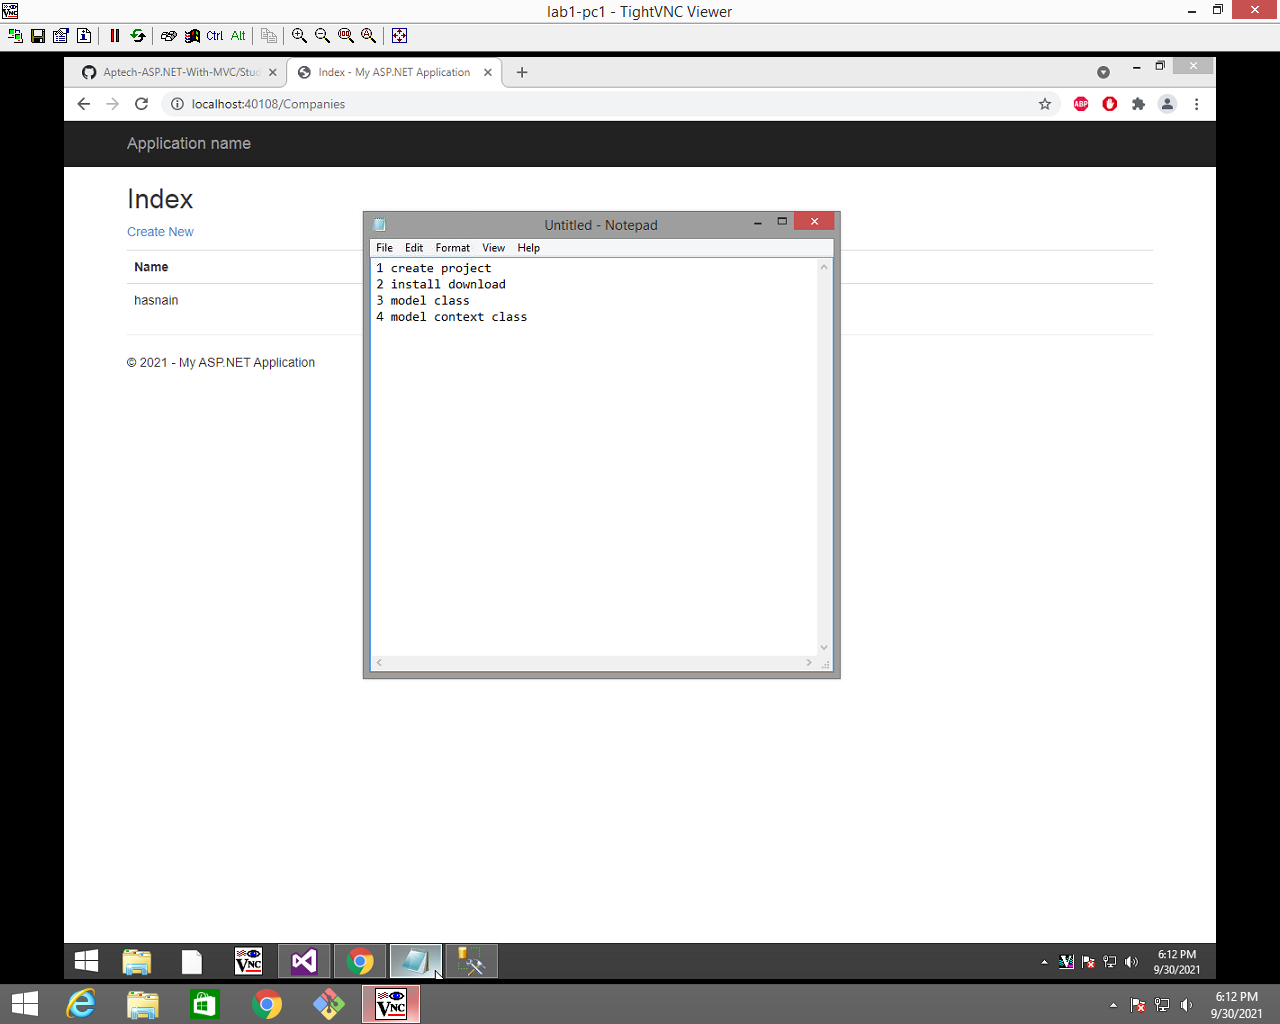 lab1-pc1 - TightVNC Viewer
Ctrl Alt
Aptech-ASP.NET-With-MVC/Stud
Index - My ASP.NET Application
localhost:40108/Companies
ABP
Application name
Index
Create New
Name
hasnain
© 2021 - My ASP.NET Application
Untitled - Notepad
File Edit Format View Help
1 create project
2 install download
3 model class
4 model context class
VNC
6:12 PM
9/30/2021
VNC
6:12 PM
9/30/2021